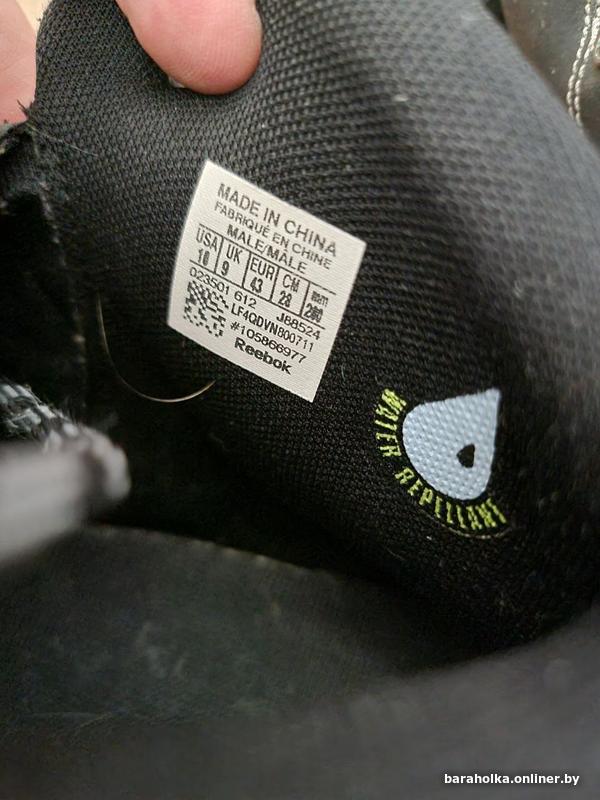 MADE IN CHINA
FABRIQUÉ EN CHINE
MALE/MÂLE
USA UK EUR CM mm
10 9 43 28 280
023501 612 J88524
LF4QDVN800711
#105866977
Reebok
WATER REPELLANT
baraholka.onliner.by